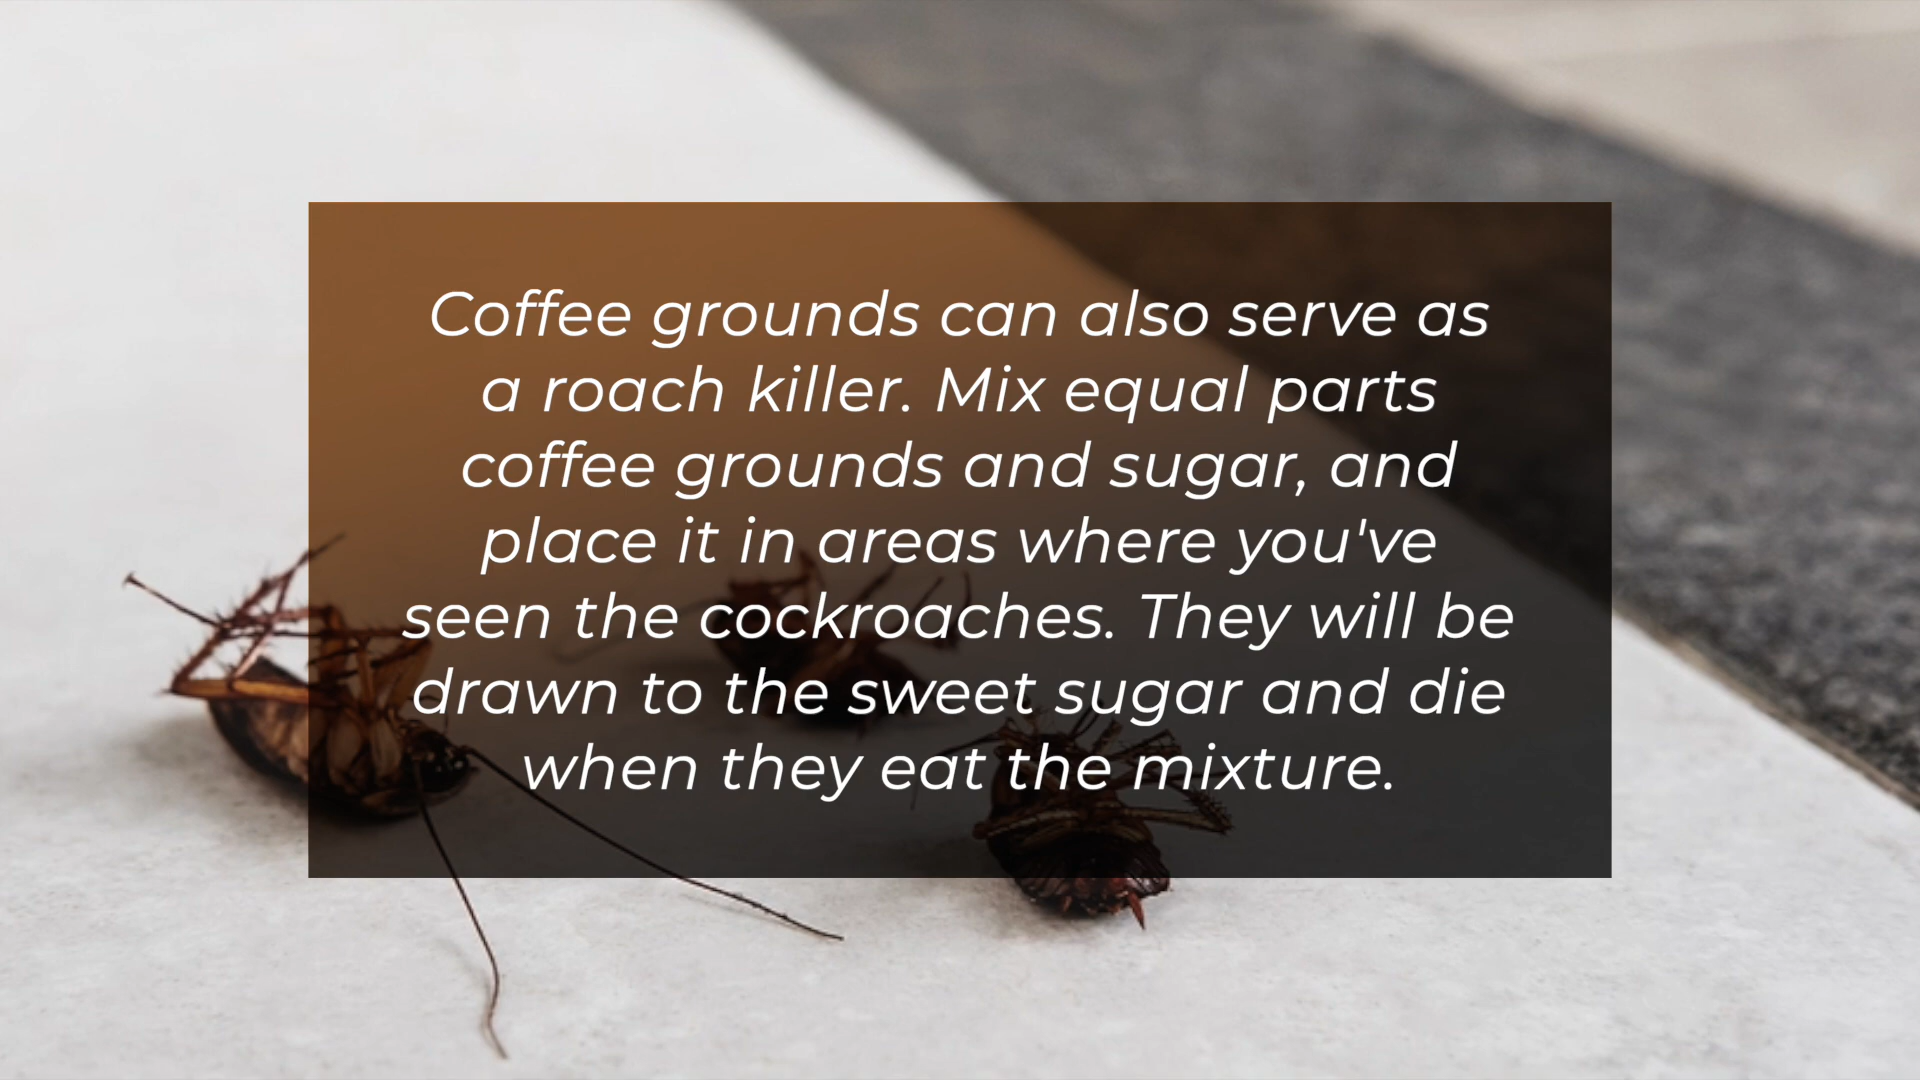 Coffee grounds can also serve as
a roach killer. Mix equal parts
coffee grounds and sugar, and
place it in areas where you've
seen the cockroaches. They will be
drawn to the sweet sugar and die
when they eat the mixture.